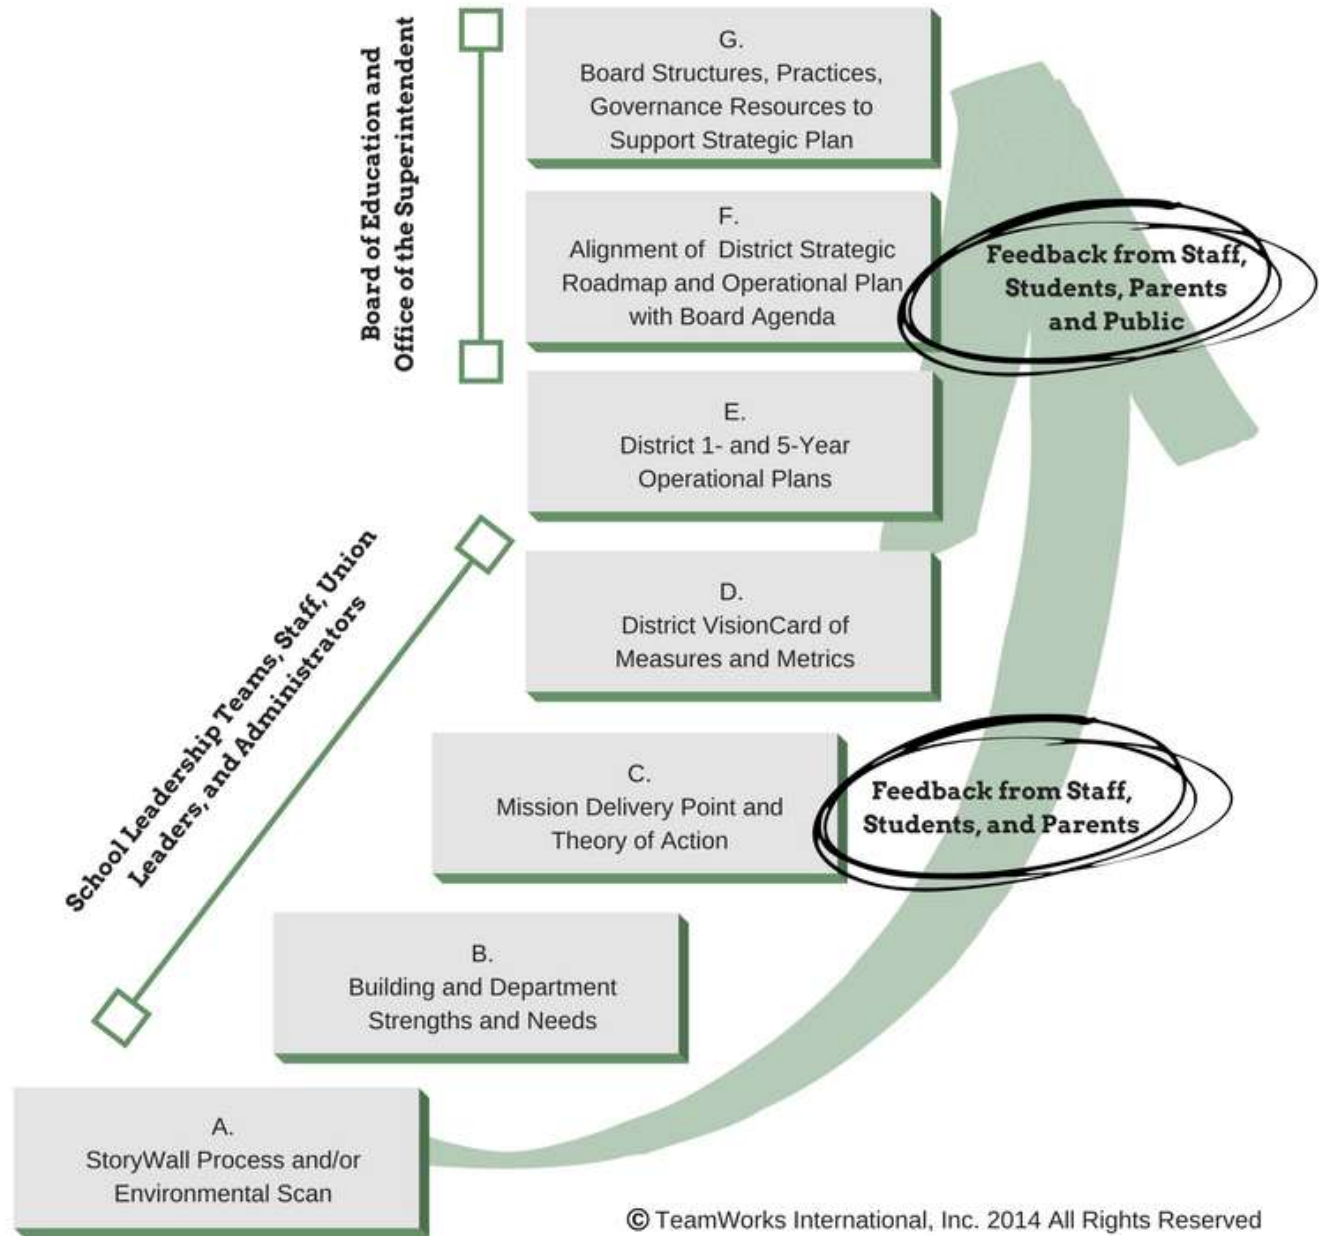 Board of Education and
Office of the Superintendent
G.
Board Structures, Practices,
Governance Resources to
Support Strategic Plan
F.
Alignment of District Strategic
Roadmap and Operational Plan
with Board Agenda
Feedback from Staff,
Students, Parents
and Public
E.
District 1- and 5-Year
Operational Plans
School Leadership Teams, Staff, Union
Leaders, and Administrators
D.
District VisionCard of
Measures and Metrics
C.
Mission Delivery Point and
Theory of Action
Feedback from Staff,
Students, and Parents
B.
Building and Department
Strengths and Needs
A.
StoryWall Process and/or
Environmental Scan
© TeamWorks International, Inc. 2014 All Rights Reserved